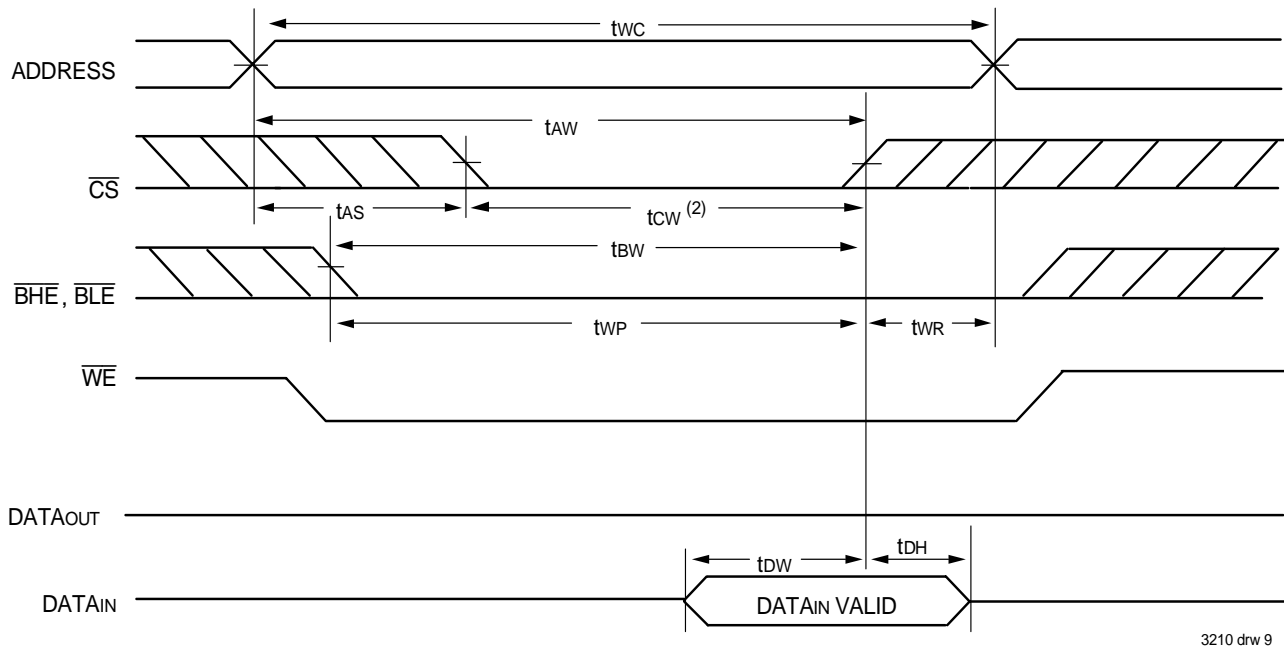 tWC
ADDRESS
tAW
CS
tAS
tCW (2)
tBW
BHE, BLE
tWP
tWR
WE
DATAOUT
tDW
tDH
DATAIN
DATAIN VALID
3210 drw 9